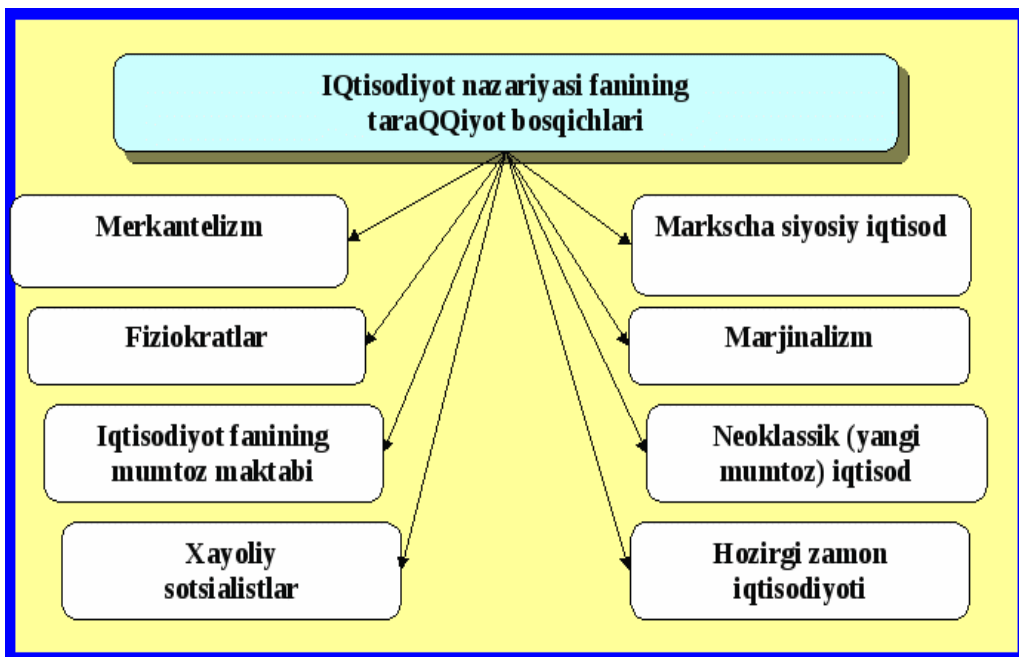 IQtisodiyot nazariyasi fanining
taraQQiyot bosqichlari
Merkantelizm
Fiziokratlar
Iqtisodiyot fanining
mumtoz maktabi
Xayoliy
sotsialistlar
Markscha siyosiy iqtisod
Marjinalizm
Neoklassik (yangi
mumtoz) iqtisod
Hozirgi zamon
iqtisodiyoti